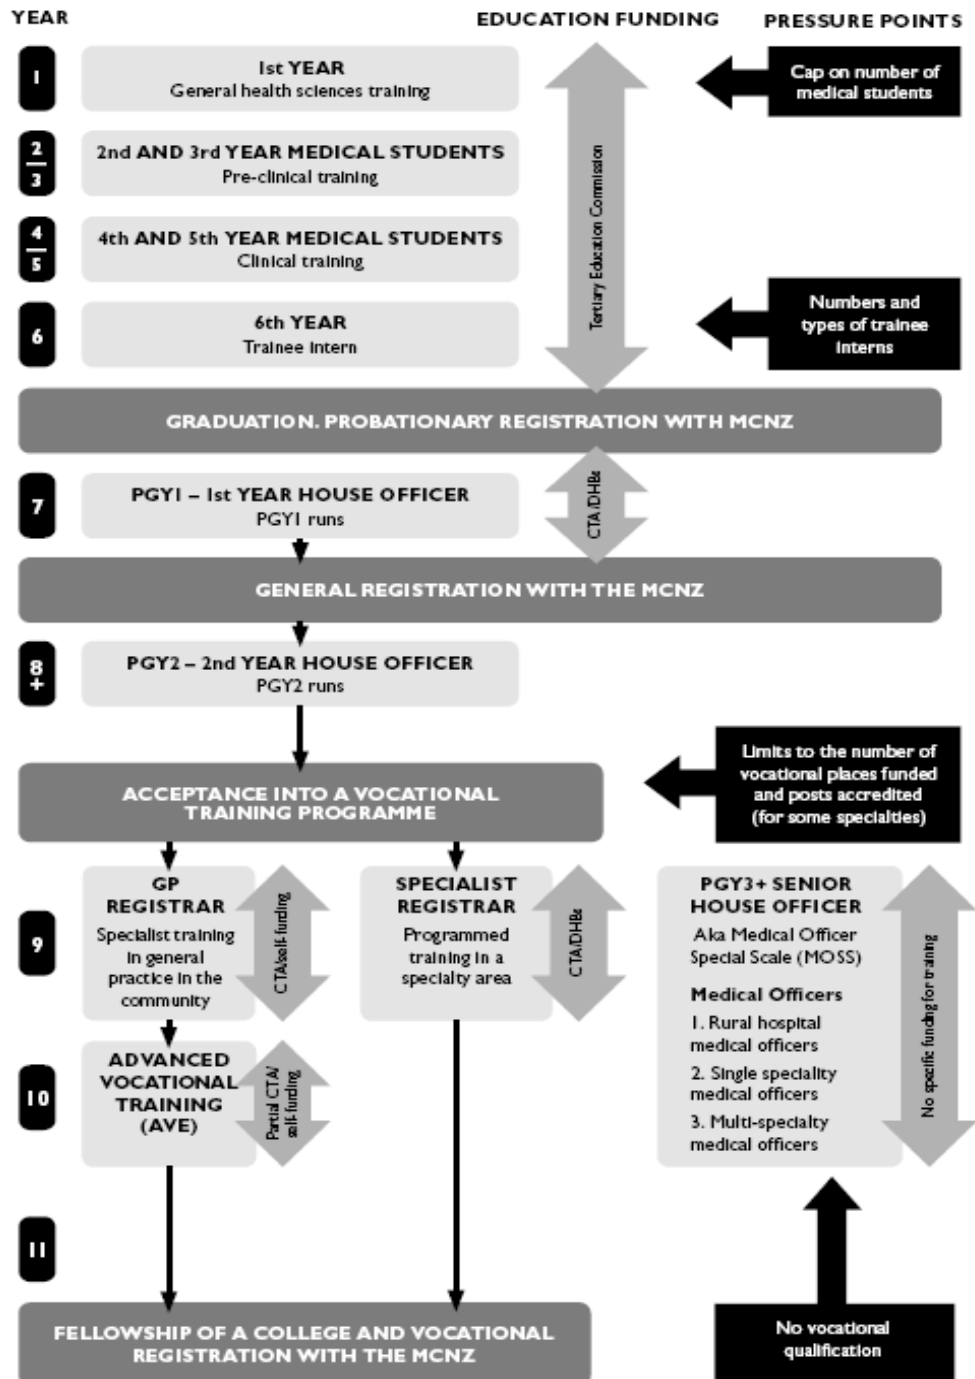 YEAR
EDUCATION FUNDING
PRESSURE POINTS
1
1st YEAR
General health sciences training
Cap on number of
medical students
2
3
2nd AND 3rd YEAR MEDICAL STUDENTS
Pre-clinical training
Tertiary Education Commission
4
5
4th AND 5th YEAR MEDICAL STUDENTS
Clinical training
6
6th YEAR
Trainee intern
Numbers and
types of trainee
interns
GRADUATION. PROBATIONARY REGISTRATION WITH MCNZ
7
PGY1 – 1st YEAR HOUSE OFFICER
PGY1 runs
CTA/DHBs
GENERAL REGISTRATION WITH THE MCNZ
8
+
PGY2 – 2nd YEAR HOUSE OFFICER
PGY2 runs
Limits to the number of
vocational places funded
and posts accredited
(for some specialties)
ACCEPTANCE INTO A VOCATIONAL
TRAINING PROGRAMME
9
GP
REGISTRAR
Specialist training
in general
practice in the
community
CTA/self-funding
SPECIALIST
REGISTRAR
Programmed
training in a
specialty area
CTA/DHBs
PGY3+ SENIOR
HOUSE OFFICER
Aka Medical Officer
Special Scale (MOSS)
Medical Officers
1. Rural hospital
medical officers
2. Single speciality
medical officers
3. Multi-specialty
medical officers
No specific funding for training
10
ADVANCED
VOCATIONAL
TRAINING
(AVE)
Partial CTA/
self-funding
11
FELLOWSHIP OF A COLLEGE AND VOCATIONAL
REGISTRATION WITH THE MCNZ
No vocational
qualification